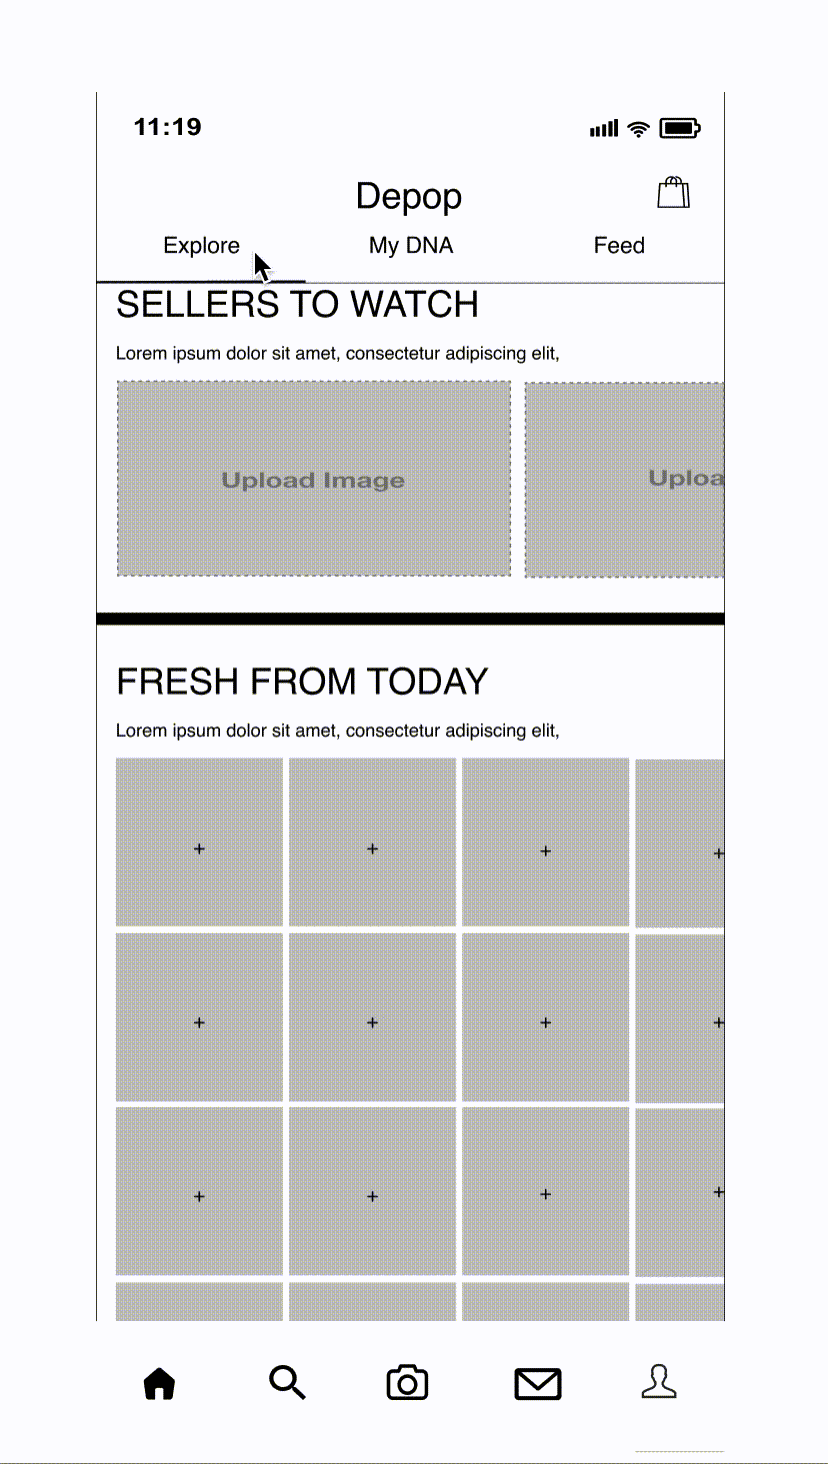 11:19
Depop
Explore My DNA Feed
SELLERS TO WATCH
Lorem ipsum dolor sit amet, consectetur adipiscing elit,
Upload Image
FRESH FROM TODAY
Lorem ipsum dolor sit amet, consectetur adipiscing elit,